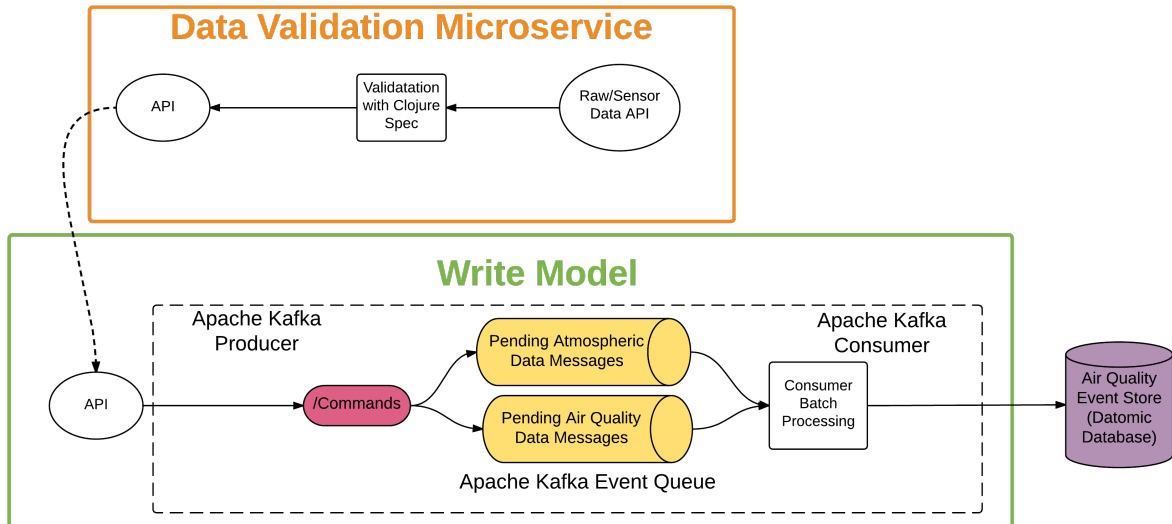 Data Validation Microservice
API
Validatation
with Clojure
Spec
Raw/Sensor
Data API
Write Model
Apache Kafka
Producer
Apache Kafka
Consumer
API
/Commands
Pending Atmospheric
Data Messages
Pending Air Quality
Data Messages
Consumer
Batch
Processing
Air Quality
Event Store
(Datomic
Database)
Apache Kafka Event Queue